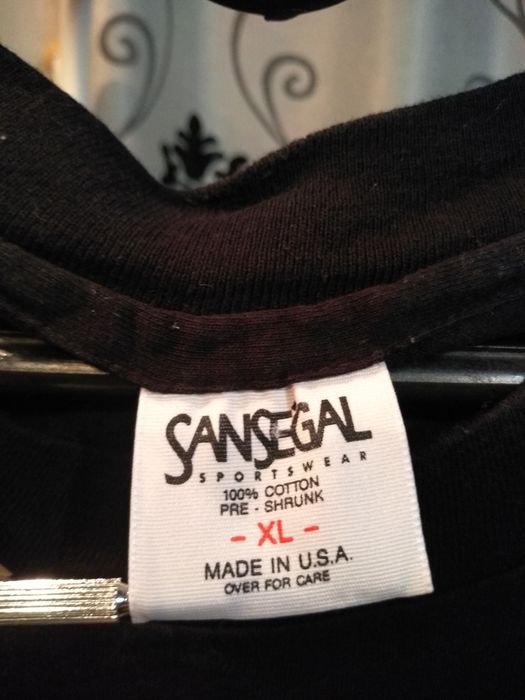 SANSEGAL
SPORTSWEAR
100% COTTON
PRE - SHRUNK
- XL -
MADE IN U.S.A.
OVER FOR CARE